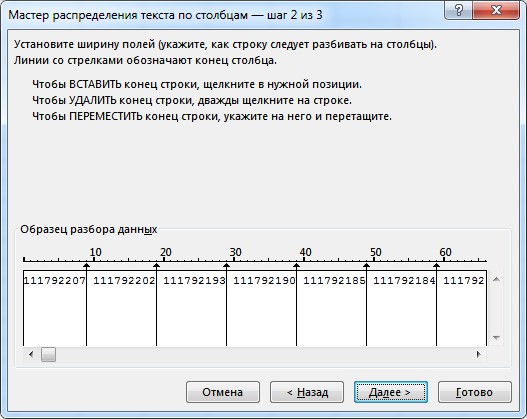 Мастер распределения текста по столбцам — шаг 2 из 3
Установите ширину полей (укажите, как строку следует разбивать на столбцы).
Линии со стрелками обозначают конец столбца.
Чтобы ВСТАВИТЬ конец строки, щелкните в нужной позиции.
Чтобы УДАЛИТЬ конец строки, дважды щелкните на строке.
Чтобы ПЕРЕМЕСТИТЬ конец строки, укажите на него и перетащите.
Образец разбора данных
10 20 30 40 50 60
111792207 111792202 111792193 111792190 111792185 111792184 111792
Отмена < Назад Далее > Готово